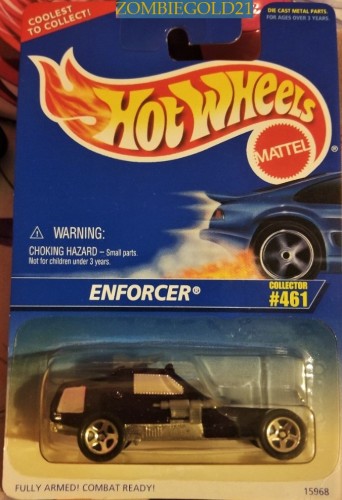 ZOMBIEGOLD212
COOLEST
TO COLLECT!
DIE CAST METAL PARTS.
FOR AGES OVER 3 YEARS.
HOT WHEELS
®
MATTEL
WARNING:
CHOKING HAZARD – Small parts.
Not for children under 3 years.
ENFORCER®
COLLECTOR
#461
FULLY ARMED! COMBAT READY!
15968